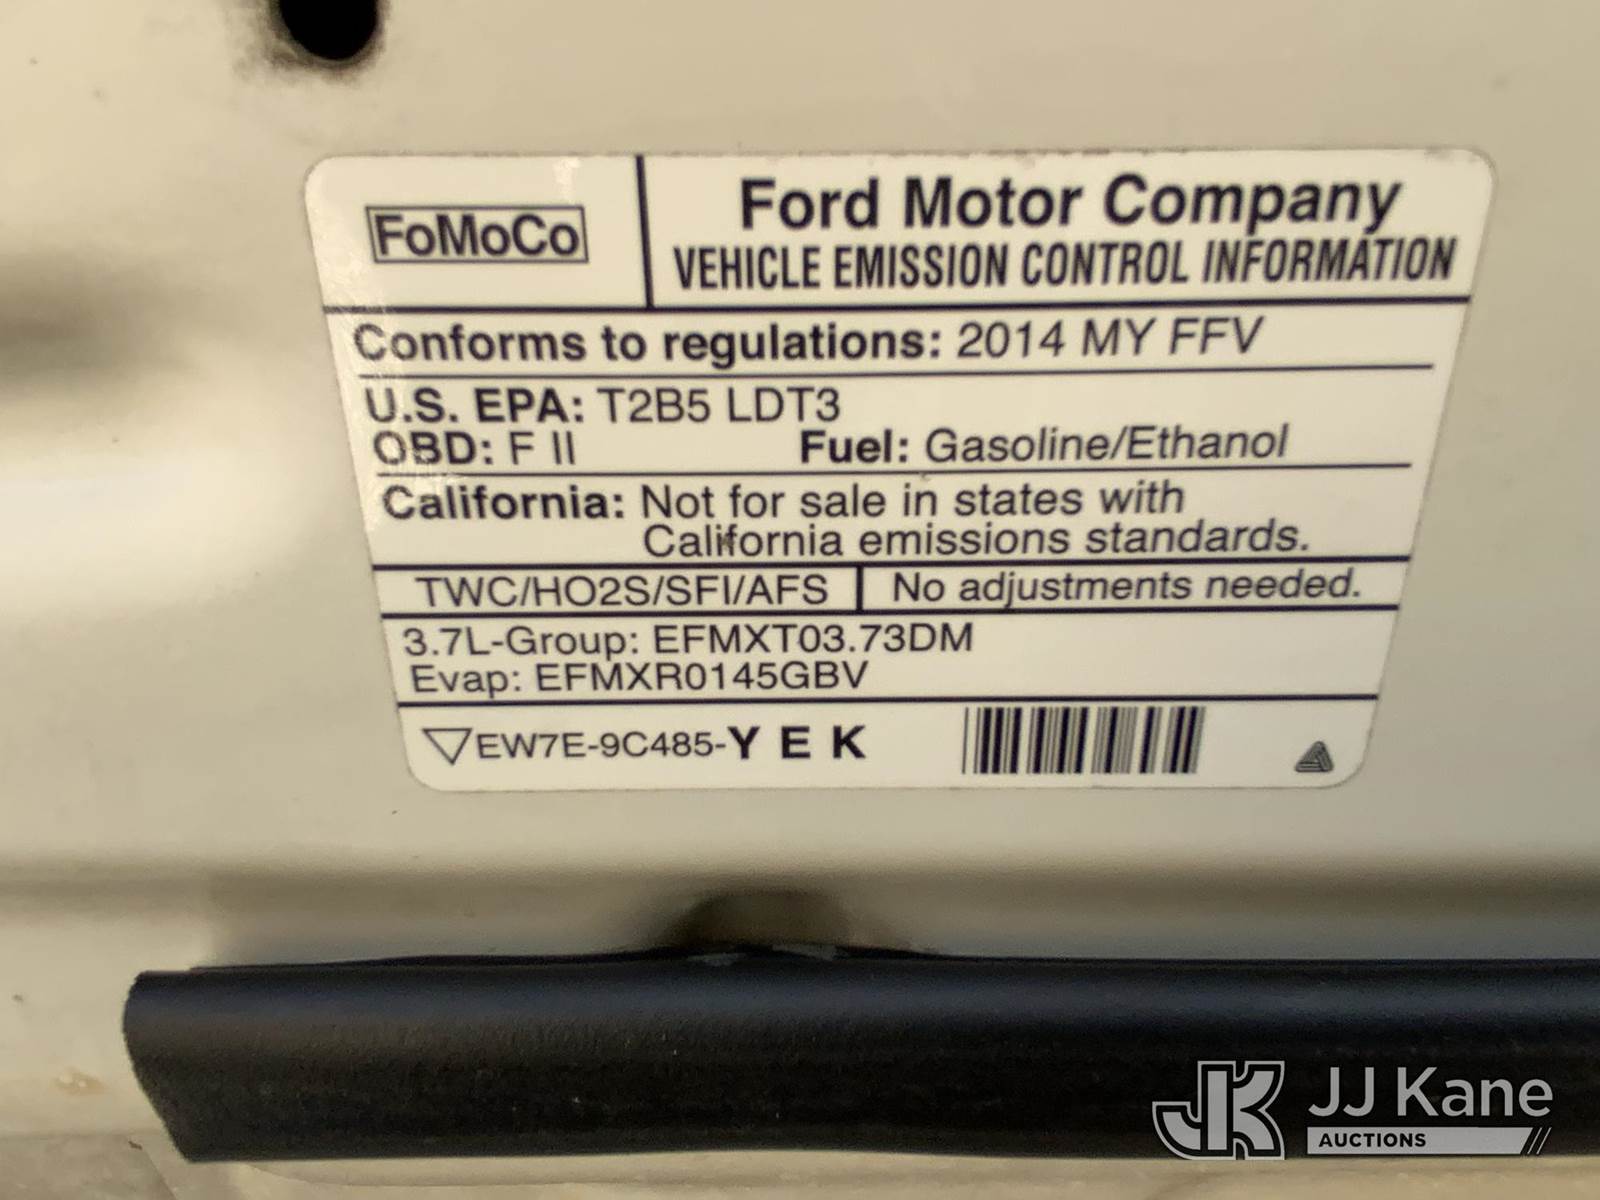 FoMoCo
Ford Motor Company
VEHICLE EMISSION CONTROL INFORMATION
Conforms to regulations: 2014 MY FFV
U.S. EPA: T2B5 LDT3
OBD: F II Fuel: Gasoline/Ethanol
California: Not for sale in states with
California emissions standards.
TWC/HO2S/SFI/AFS No adjustments needed.
3.7L-Group: EFMXT03.73DM
Evap: EFMXR0145GBV
EW7E-9C485-Y E K
JK JJ Kane
AUCTIONS